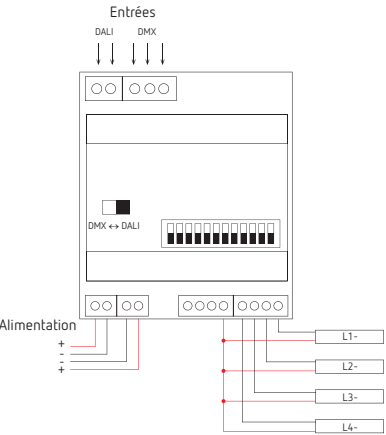 Entrées
DALI DMX
DMX ↔ DALI
Alimentation
+
-
-
+
L1-
L2-
L3-
L4-